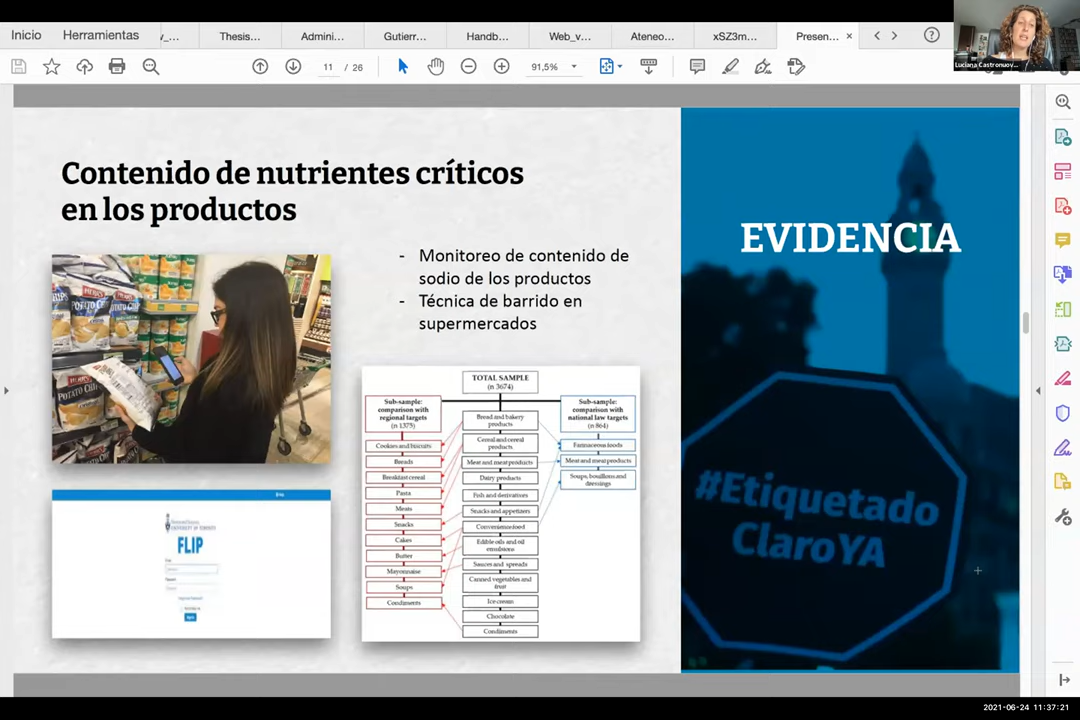 Inicio
Herramientas
Thesis...
Admini...
Gutierr...
Handb...
Web_v...
Ateneo...
xSZ3m...
Presen...
11 / 26
91,5%
Luciana Castronuov...
Contenido de nutrientes críticos
en los productos
- Monitoreo de contenido de
sodio de los productos
- Técnica de barrido en
supermercados
EVIDENCIA
#Etiquetado
ClaroYA
POTATO CHIPS
FLIP
TOTAL SAMPLE
(n 3674)
Sub-sample:
comparison with
regional targets
(n 1375)
Cookies and biscuits
Breads
Breakfast cereal
Pasta
Meats
Snacks
Cakes
Butter
Mayonnaise
Soups
Condiments
Bread and bakery
products
Cereal and cereal
products
Meat and meat products
Dairy products
Fish and derivatives
Snacks and appetizers
Convenience food
Edible oils and oil
emulsions
Sauces and spreads
Canned vegetables and
fruit
Ice cream
Chocolate
Condiments
Sub-sample:
comparison with
national law targets
(n 864)
Farinaceous foods
Meat and meat products
Soups, bouillons and
dressings
2021-06-24 11:37:21